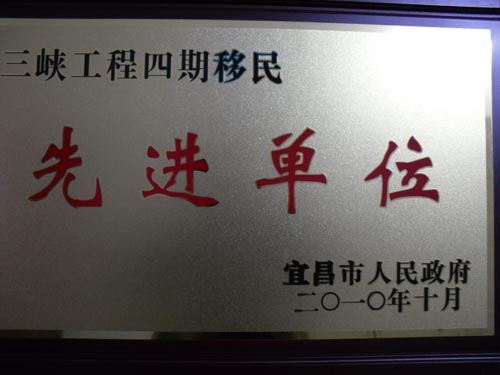 三峡工程四期移民
先进单位
宜昌市人民政府
二〇一〇年十月